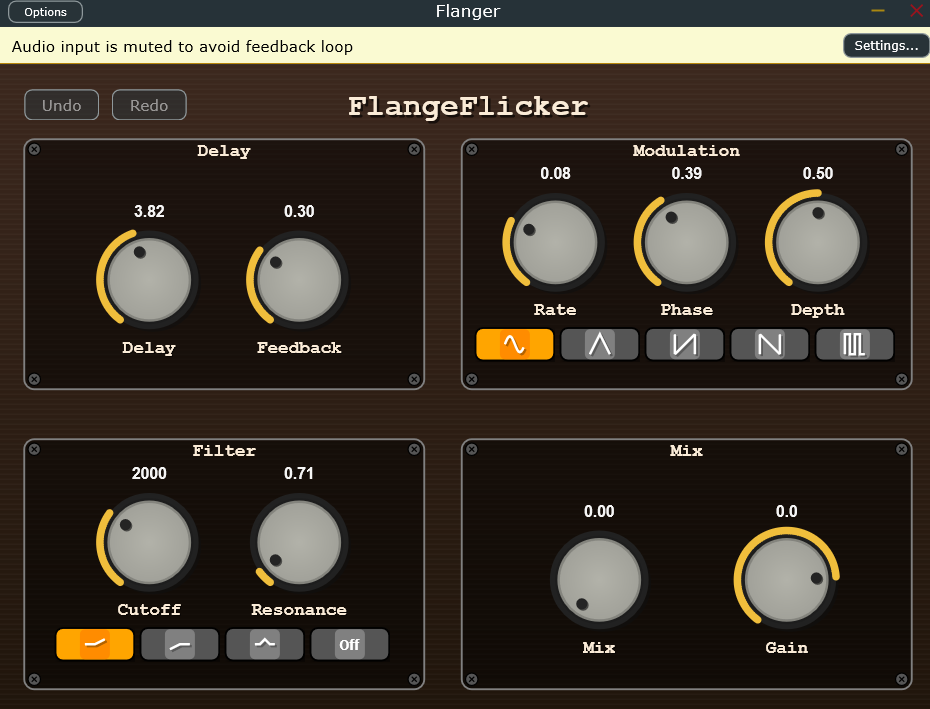 Options
Flanger
Audio input is muted to avoid feedback loop
Settings...
Undo
Redo
FlangeFlicker
Delay
3.82
0.30
Delay
Feedback
Modulation
0.08
0.39
0.50
Rate
Phase
Depth
Filter
2000
0.71
Cutoff
Resonance
Off
Mix
0.00
0.0
Mix
Gain